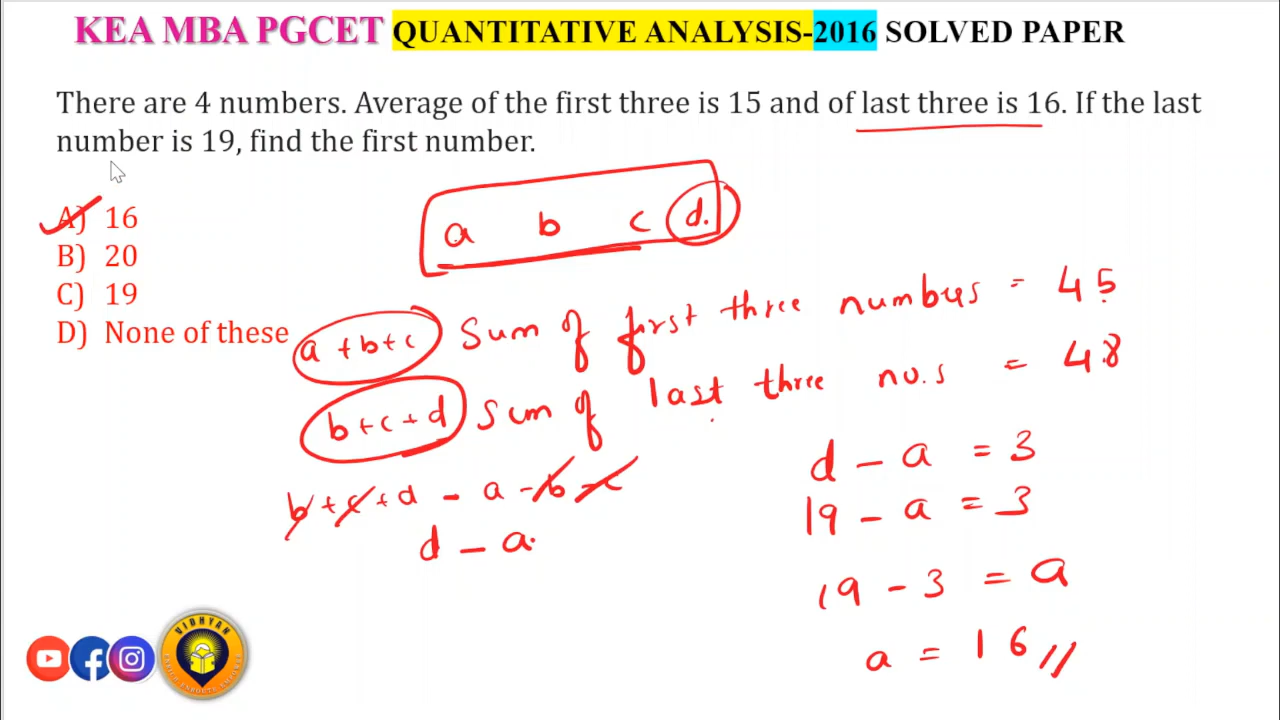 KEA MBA PGCET QUANTITATIVE ANALYSIS-2016 SOLVED PAPER
There are 4 numbers. Average of the first three is 15 and of last three is 16. If the last
number is 19, find the first number.
A) 16
B) 20
C) 19
D) None of these
a b c d.
a + b + c Sum of first three numbers = 45
b + c + d Sum of last three no.s = 48
b + c + d - a - b - c
d - a
d - a = 3
19 - a = 3
19 - 3 = a
a = 16 //
VIDHYAN